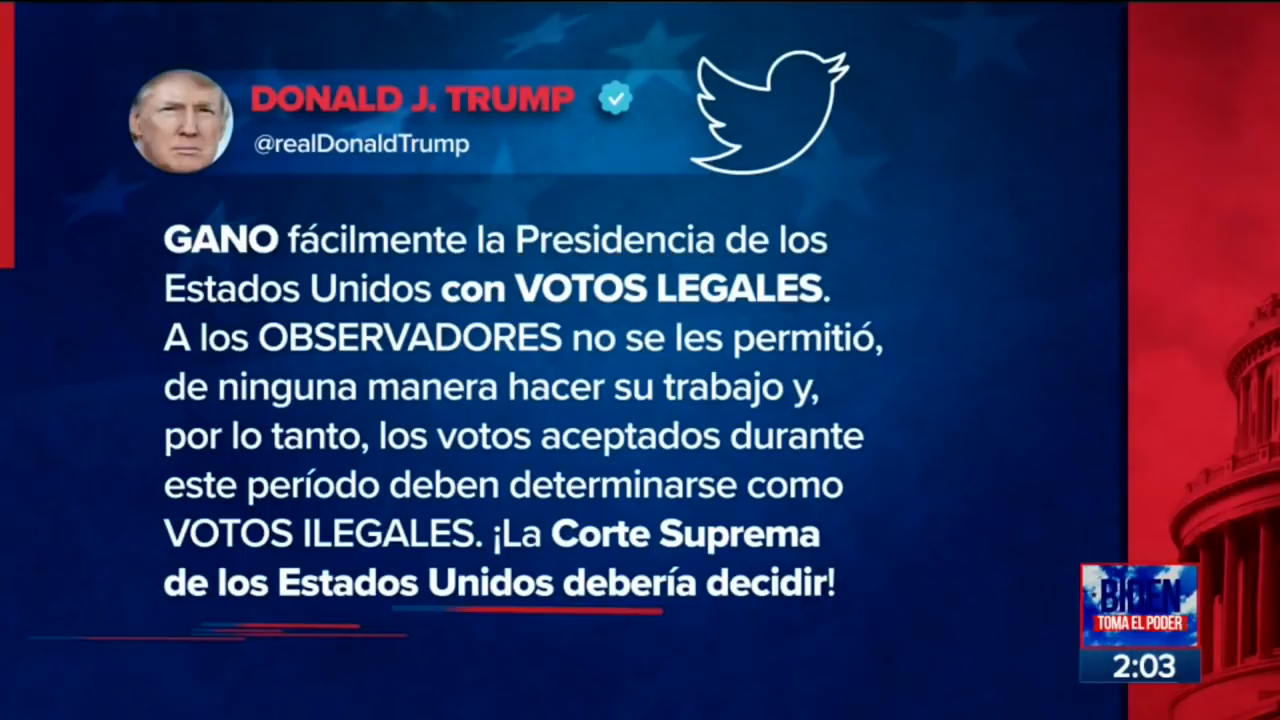 DONALD J. TRUMP
@realDonaldTrump
GANO fácilmente la Presidencia de los
Estados Unidos con VOTOS LEGALES.
A los OBSERVADORES no se les permitió,
de ninguna manera hacer su trabajo y,
por lo tanto, los votos aceptados durante
este período deben determinarse como
VOTOS ILEGALES. ¡La Corte Suprema
de los Estados Unidos debería decidir!
BIDEN
TOMA EL PODER
2:03